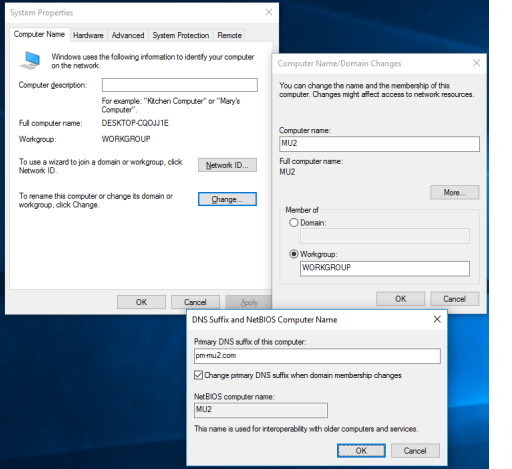 System Properties
Computer Name Hardware Advanced System Protection Remote
Windows uses the following information to identify your computer
on the network.
Computer description:
For example: "Kitchen Computer" or "Mary's
Computer".
Full computer name: DESKTOP-CQOJJ1E
Workgroup: WORKGROUP
To use a wizard to join a domain or workgroup, click
Network ID.
Network ID...
To rename this computer or change its domain or
workgroup, click Change.
Change...
OK Cancel Apply
Computer Name/Domain Changes
You can change the name and the membership of this
computer. Changes might affect access to network resources.
Computer name:
MU2
Full computer name:
MU2
More...
Member of
Domain:
Workgroup:
WORKGROUP
OK Cancel
DNS Suffix and NetBIOS Computer Name
Primary DNS suffix of this computer:
pm-mu2.com
Change primary DNS suffix when domain membership changes
NetBIOS computer name:
MU2
This name is used for interoperability with older computers and services.
OK Cancel